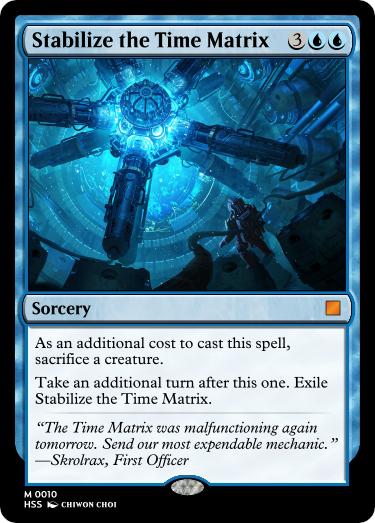 Stabilize the Time Matrix 3
Sorcery
As an additional cost to cast this spell,
sacrifice a creature.
Take an additional turn after this one. Exile
Stabilize the Time Matrix.
“The Time Matrix was malfunctioning again
tomorrow. Send our most expendable mechanic.”
—Skrolrax, First Officer
M 0010
HSS CHIWON CHOI